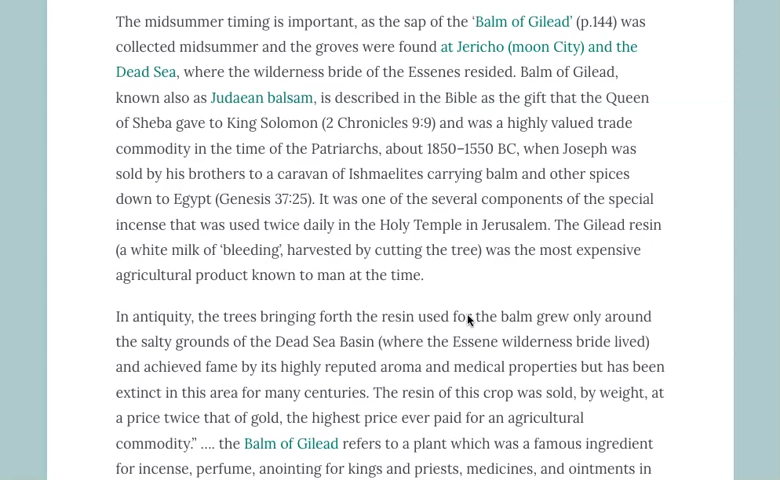 The midsummer timing is important, as the sap of the ‘Balm of Gilead’ (p.144) was
collected midsummer and the groves were found at Jericho (moon City) and the
Dead Sea, where the wilderness bride of the Essenes resided. Balm of Gilead,
known also as Judaean balsam, is described in the Bible as the gift that the Queen
of Sheba gave to King Solomon (2 Chronicles 9:9) and was a highly valued trade
commodity in the time of the Patriarchs, about 1850–1550 BC, when Joseph was
sold by his brothers to a caravan of Ishmaelites carrying balm and other spices
down to Egypt (Genesis 37:25). It was one of the several components of the special
incense that was used twice daily in the Holy Temple in Jerusalem. The Gilead resin
(a white milk of ‘bleeding’, harvested by cutting the tree) was the most expensive
agricultural product known to man at the time.
In antiquity, the trees bringing forth the resin used for the balm grew only around
the salty grounds of the Dead Sea Basin (where the Essene wilderness bride lived)
and achieved fame by its highly reputed aroma and medical properties but has been
extinct in this area for many centuries. The resin of this crop was sold, by weight, at
a price twice that of gold, the highest price ever paid for an agricultural
commodity.” …. the Balm of Gilead refers to a plant which was a famous ingredient
for incense, perfume, anointing for kings and priests, medicines, and ointments in